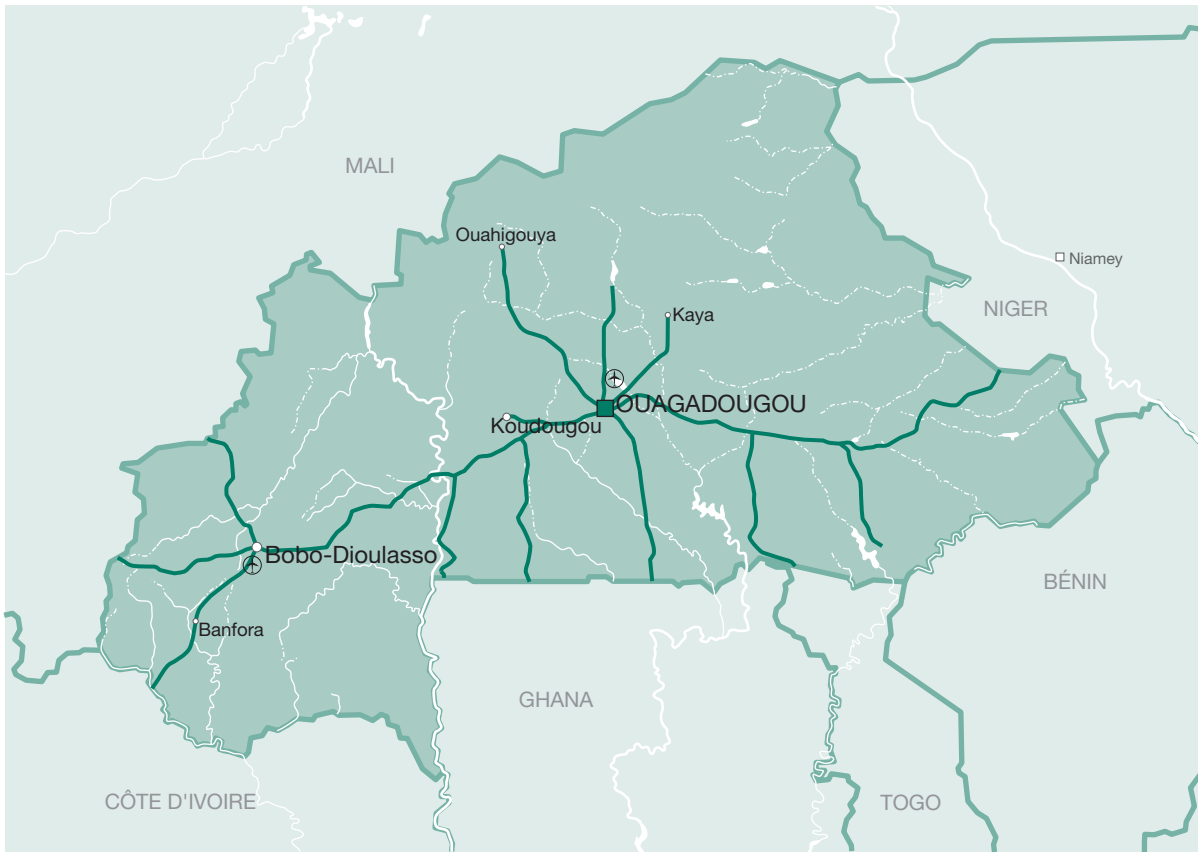 MALI
Ouahigouya
Niamey
NIGER
Kaya
OUAGADOUGOU
Koudougou
Bobo-Dioulasso
BÉNIN
Banfora
GHANA
CÔTE D'IVOIRE
TOGO